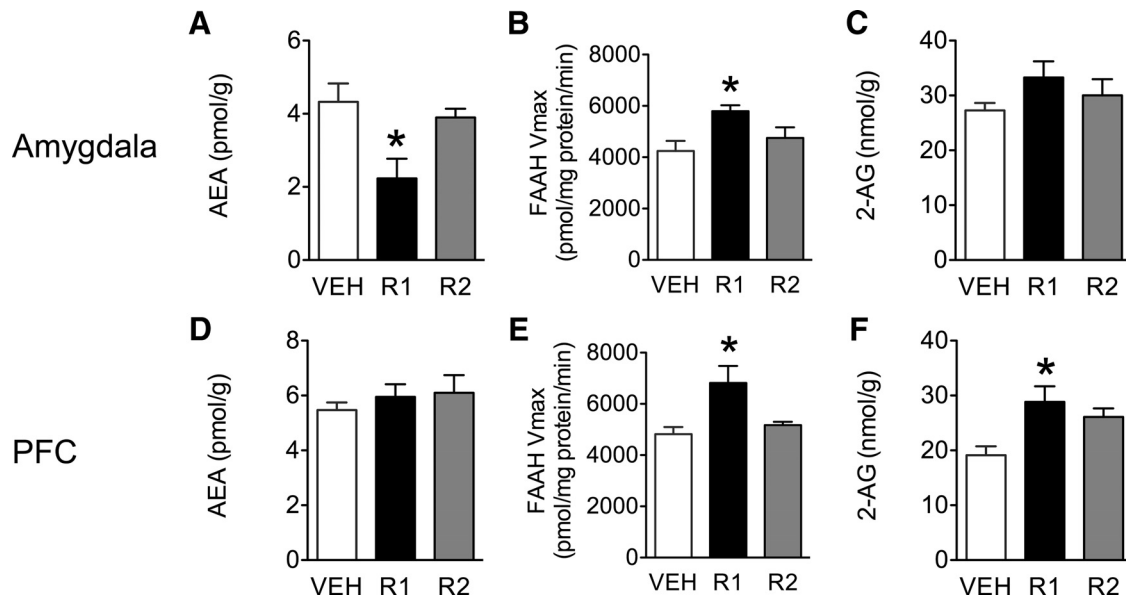 A
B
C
Amygdala
AEA (pmol/g)
6
4
2
0
VEH R1 R2
*
FAAH Vmax
(pmol/mg protein/min)
8000
6000
4000
2000
0
VEH R1 R2
*
2-AG (nmol/g)
40
30
20
10
0
VEH R1 R2
D
E
F
PFC
AEA (pmol/g)
8
6
4
2
0
VEH R1 R2
FAAH Vmax
(pmol/mg protein/min)
8000
6000
4000
2000
0
VEH R1 R2
*
2-AG (nmol/g)
40
30
20
10
0
VEH R1 R2
*